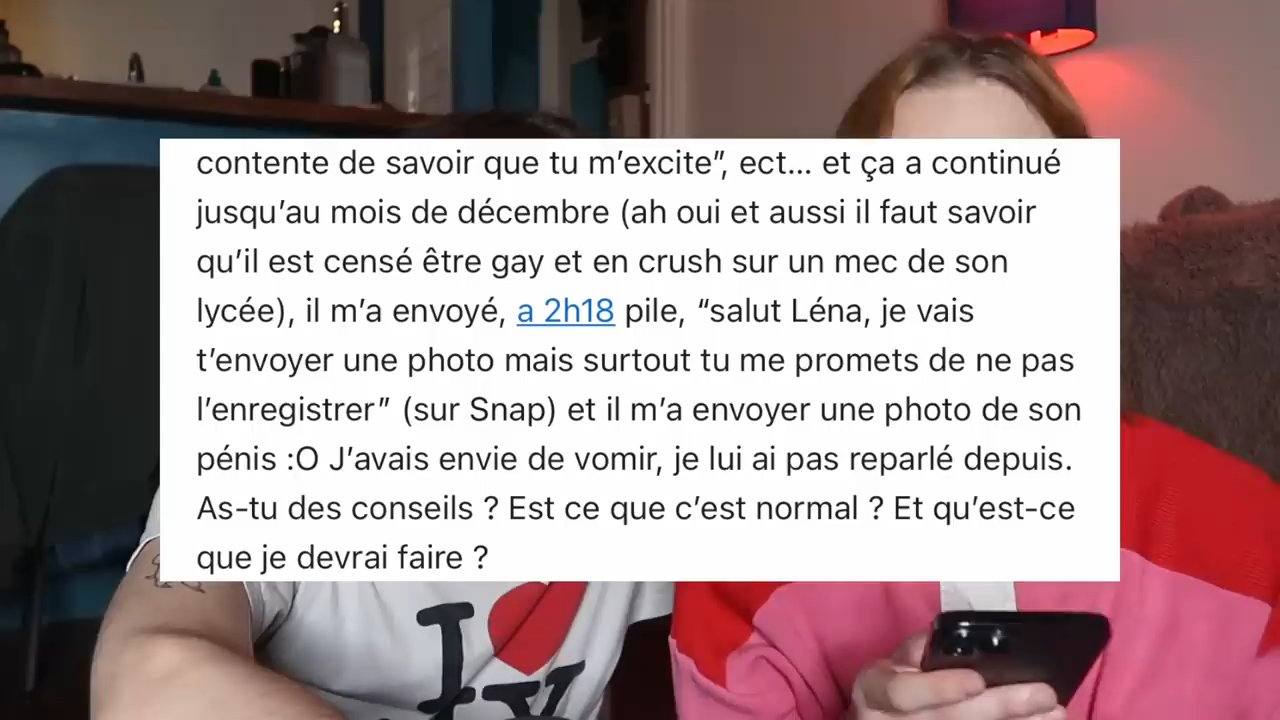 contente de savoir que tu m’excite”, ect... et ça a continué
jusqu’au mois de décembre (ah oui et aussi il faut savoir
qu’il est censé être gay et en crush sur un mec de son
lycée), il m’a envoyé, a 2h18 pile, “salut Léna, je vais
t’envoyer une photo mais surtout tu me promets de ne pas
l’enregistrer” (sur Snap) et il m’a envoyer une photo de son
pénis :O J’avais envie de vomir, je lui ai pas reparlé depuis.
As-tu des conseils ? Est ce que c’est normal ? Et qu’est-ce
que je devrai faire ?
I
NY